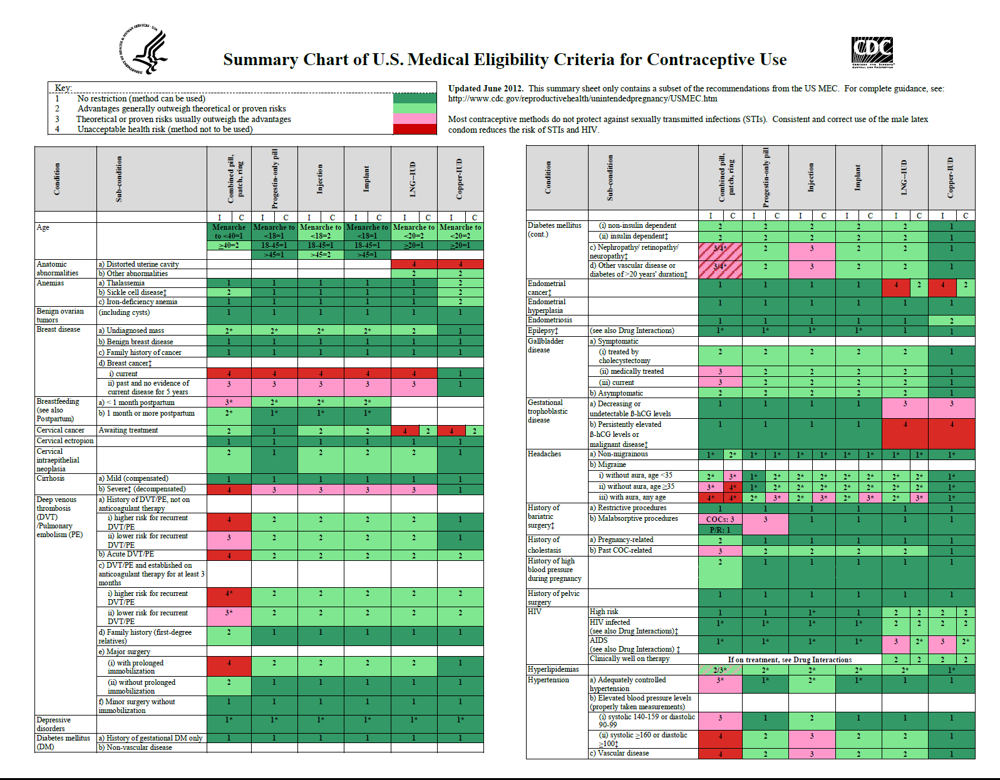 DEPARTMENT OF HEALTH & HUMAN SERVICES · USA
Summary Chart of U.S. Medical Eligibility Criteria for Contraceptive Use
CDC
CENTERS FOR DISEASE
CONTROL AND PREVENTION
Key:
1 No restriction (method can be used)
2 Advantages generally outweigh theoretical or proven risks
3 Theoretical or proven risks usually outweigh the advantages
4 Unacceptable health risk (method not to be used)
Updated June 2012. This summary sheet only contains a subset of the recommendations from the US MEC. For complete guidance, see:
http://www.cdc.gov/reproductivehealth/unintendedpregnancy/USMEC.htm
Most contraceptive methods do not protect against sexually transmitted infections (STIs). Consistent and correct use of the male latex
condom reduces the risk of STIs and HIV.
Condition
Sub-condition
Combined pill,
patch, ring
Progestin-only pill
Injection
Implant
LNG–IUD
Copper-IUD
I C I C I C I C I C I C
Age Menarche Menarche to Menarche to Menarche to Menarche to Menarche to
to <40=1 <18=1 <18=2 <18=1 <20=2 <20=2
≥40=2 18-45=1 18-45=1 18-45=1 ≥20=1 ≥20=1
>45=1 >45=2 >45=1
Anatomic a) Distorted uterine cavity 4 4
abnormalities b) Other abnormalities 2 2
Anemias a) Thalassemia 1 1 1 1 1 2
b) Sickle cell disease‡ 2 1 1 1 1 2
c) Iron-deficiency anemia 1 1 1 1 1 2
Benign ovarian (including cysts) 1 1 1 1 1 1
tumors
Breast disease a) Undiagnosed mass 2* 2* 2* 2* 2 1
b) Benign breast disease 1 1 1 1 1 1
c) Family history of cancer 1 1 1 1 1 1
d) Breast cancer‡
i) current 4 4 4 4 4 1
ii) past and no evidence of 3 3 3 3 3 1
current disease for 5 years
Breastfeeding a) < 1 month postpartum 3* 2* 2* 2*
(see also b) 1 month or more postpartum 2* 1* 1* 1*
Postpartum)
Cervical cancer Awaiting treatment 2 1 2 2 4 2 4 2
Cervical ectropion 1 1 1 1 1 1
Cervical 2 1 2 2 2 1
intraepithelial
neoplasia
Cirrhosis a) Mild (compensated) 1 1 1 1 1 1
b) Severe‡ (decompensated) 4 3 3 3 3 1
Deep venous a) History of DVT/PE, not on
thrombosis anticoagulant therapy
(DVT) i) higher risk for recurrent 4 2 2 2 2 1
/Pulmonary DVT/PE
embolism (PE) ii) lower risk for recurrent 3 2 2 2 2 1
DVT/PE
b) Acute DVT/PE 4 2 2 2 2 2
c) DVT/PE and established on
anticoagulant therapy for at least 3
months
i) higher risk for recurrent 4* 2 2 2 2 2
DVT/PE
ii) lower risk for recurrent 3* 2 2 2 2 2
DVT/PE
d) Family history (first-degree 2 1 1 1 1 1
relatives)
e) Major surgery
(i) with prolonged 4 2 2 2 2 1
immobilization
(ii) without prolonged 2 1 1 1 1 1
immobilization
f) Minor surgery without 1 1 1 1 1 1
immobilization
Depressive 1* 1* 1* 1* 1* 1*
disorders
Diabetes mellitus a) History of gestational DM only 1 1 1 1 1 1
(DM) b) Non-vascular disease
Condition
Sub-condition
Combined pill,
patch, ring
Progestin-only pill
Injection
Implant
LNG–IUD
Copper-IUD
I C I C I C I C I C I C
Diabetes mellitus (i) non-insulin dependent 2 2 2 2 2 1
(cont.) (ii) insulin dependent‡ 2 2 2 2 2 1
c) Nephropathy/ retinopathy/ 3/4* 2 3 2 2 1
neuropathy‡
d) Other vascular disease or 3/4* 2 3 2 2 1
diabetes of >20 years' duration‡
Endometrial 1 1 1 1 4 2 4 2
cancer‡
Endometrial 1 1 1 1 1 1
hyperplasia
Endometriosis 1 1 1 1 1 2
Epilepsy‡ (see also Drug Interactions) 1* 1* 1* 1* 1 1
Gallbladder a) Symptomatic
disease (i) treated by 2 2 2 2 2 1
cholecystectomy
(ii) medically treated 3 2 2 2 2 1
(iii) current 3 2 2 2 2 1
b) Asymptomatic 2 2 2 2 2 1
Gestational a) Decreasing or 1 1 1 1 3 3
trophoblastic undetectable ß-hCG levels
disease b) Persistently elevated 1 1 1 1 4 4
ß-hCG levels or
malignant disease‡
Headaches a) Non-migrainous 1* 2* 1* 1* 1* 1* 1* 1* 1* 1* 1*
b) Migraine
i) without aura, age <35 2* 3* 1* 2* 2* 2* 2* 2* 2* 2* 1*
ii) without aura, age ≥35 3* 4* 1* 2* 2* 2* 2* 2* 2* 2* 1*
iii) with aura, any age 4* 4* 2* 3* 2* 3* 2* 3* 2* 3* 1*
History of a) Restrictive procedures 1 1 1 1 1 1
bariatric b) Malabsorptive procedures COCs: 3 3 1 1 1 1
surgery‡ P/R: 1
History of a) Pregnancy-related 2 1 1 1 1 1
cholestasis b) Past COC-related 3 2 2 2 2 1
History of high 2 1 1 1 1 1
blood pressure
during pregnancy
History of pelvic 1 1 1 1 1 1
surgery
HIV High risk 1 1 1* 1 2 2 2 2
HIV infected 1* 1* 1* 1* 2 2 2 2
(see also Drug Interactions)‡
AIDS 1* 1* 1* 1* 3 2* 3 2*
(see also Drug Interactions) ‡
Clinically well on therapy If on treatment, see Drug Interactions 2 2 2 2
Hyperlipidemias 2/3* 2* 2* 2* 2* 1*
Hypertension a) Adequately controlled 3* 1* 2* 1* 1 1
hypertension
b) Elevated blood pressure levels
(properly taken measurements)
(i) systolic 140-159 or diastolic 3 1 2 1 1 1
90-99
(ii) systolic ≥160 or diastolic 4 2 3 2 2 1
≥100‡
c) Vascular disease 4 2 3 2 2 1